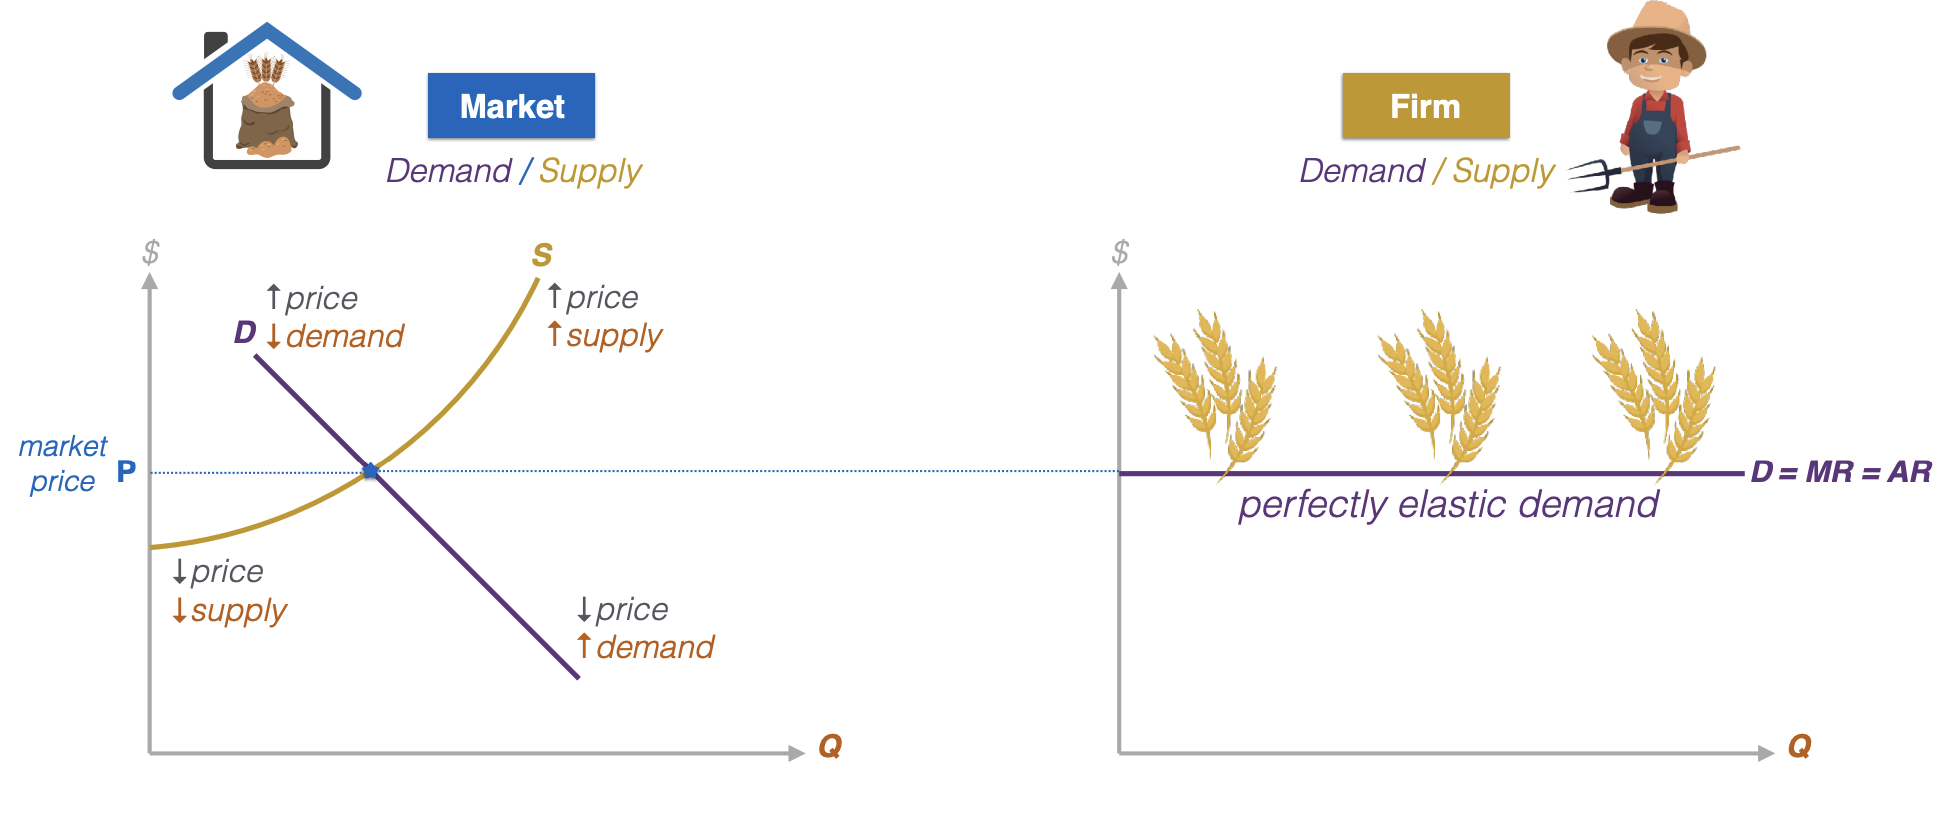 Market
Demand / Supply
$
S
↑price
↓demand
D
↑price
↑supply
market
price
P
↓price
↓supply
↓price
↑demand
Q
Firm
Demand / Supply
$
D = MR = AR
perfectly elastic demand
Q